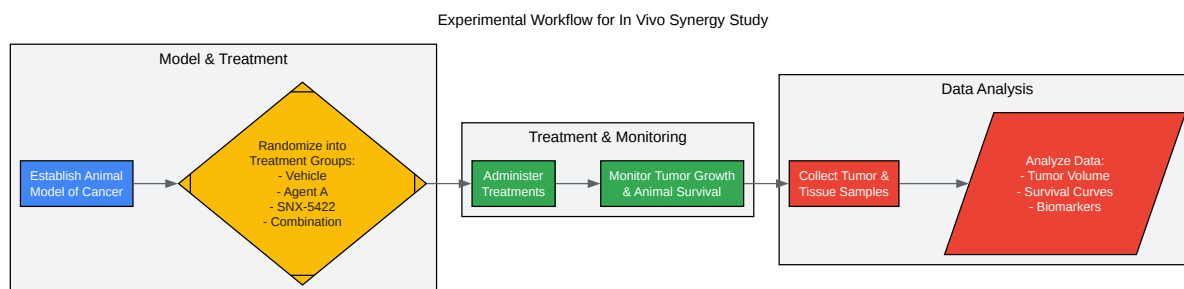 Experimental Workflow for In Vivo Synergy Study
Model & Treatment
Establish Animal
Model of Cancer
Randomize into
Treatment Groups:
- Vehicle
- Agent A
- SNX-5422
- Combination
Treatment & Monitoring
Administer
Treatments
Monitor Tumor Growth
& Animal Survival
Data Analysis
Collect Tumor &
Tissue Samples
Analyze Data:
- Tumor Volume
- Survival Curves
- Biomarkers